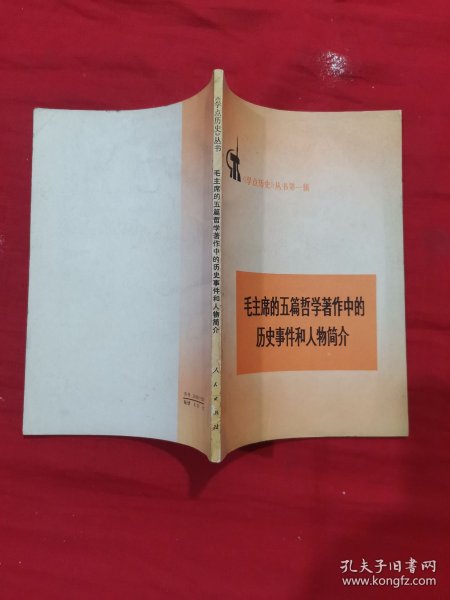 《学点历史》丛书第一辑
毛主席的五篇哲学著作中的
历史事件和人物简介
《学点历史》丛书
毛主席的五篇哲学著作中的历史事件和人物简介
人民出版社
孔夫子旧书网
www.kongfz.com